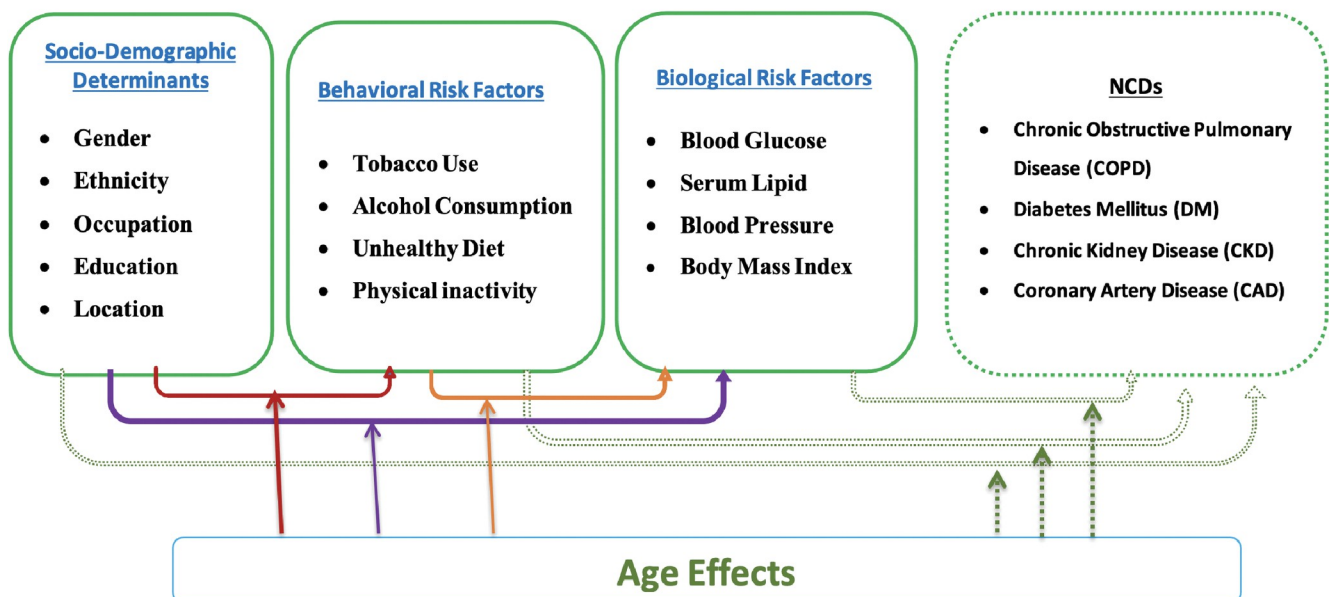 Socio-Demographic
Determinants
• Gender
• Ethnicity
• Occupation
• Education
• Location
Behavioral Risk Factors
• Tobacco Use
• Alcohol Consumption
• Unhealthy Diet
• Physical inactivity
Biological Risk Factors
• Blood Glucose
• Serum Lipid
• Blood Pressure
• Body Mass Index
NCDs
• Chronic Obstructive Pulmonary
Disease (COPD)
• Diabetes Mellitus (DM)
• Chronic Kidney Disease (CKD)
• Coronary Artery Disease (CAD)
Age Effects